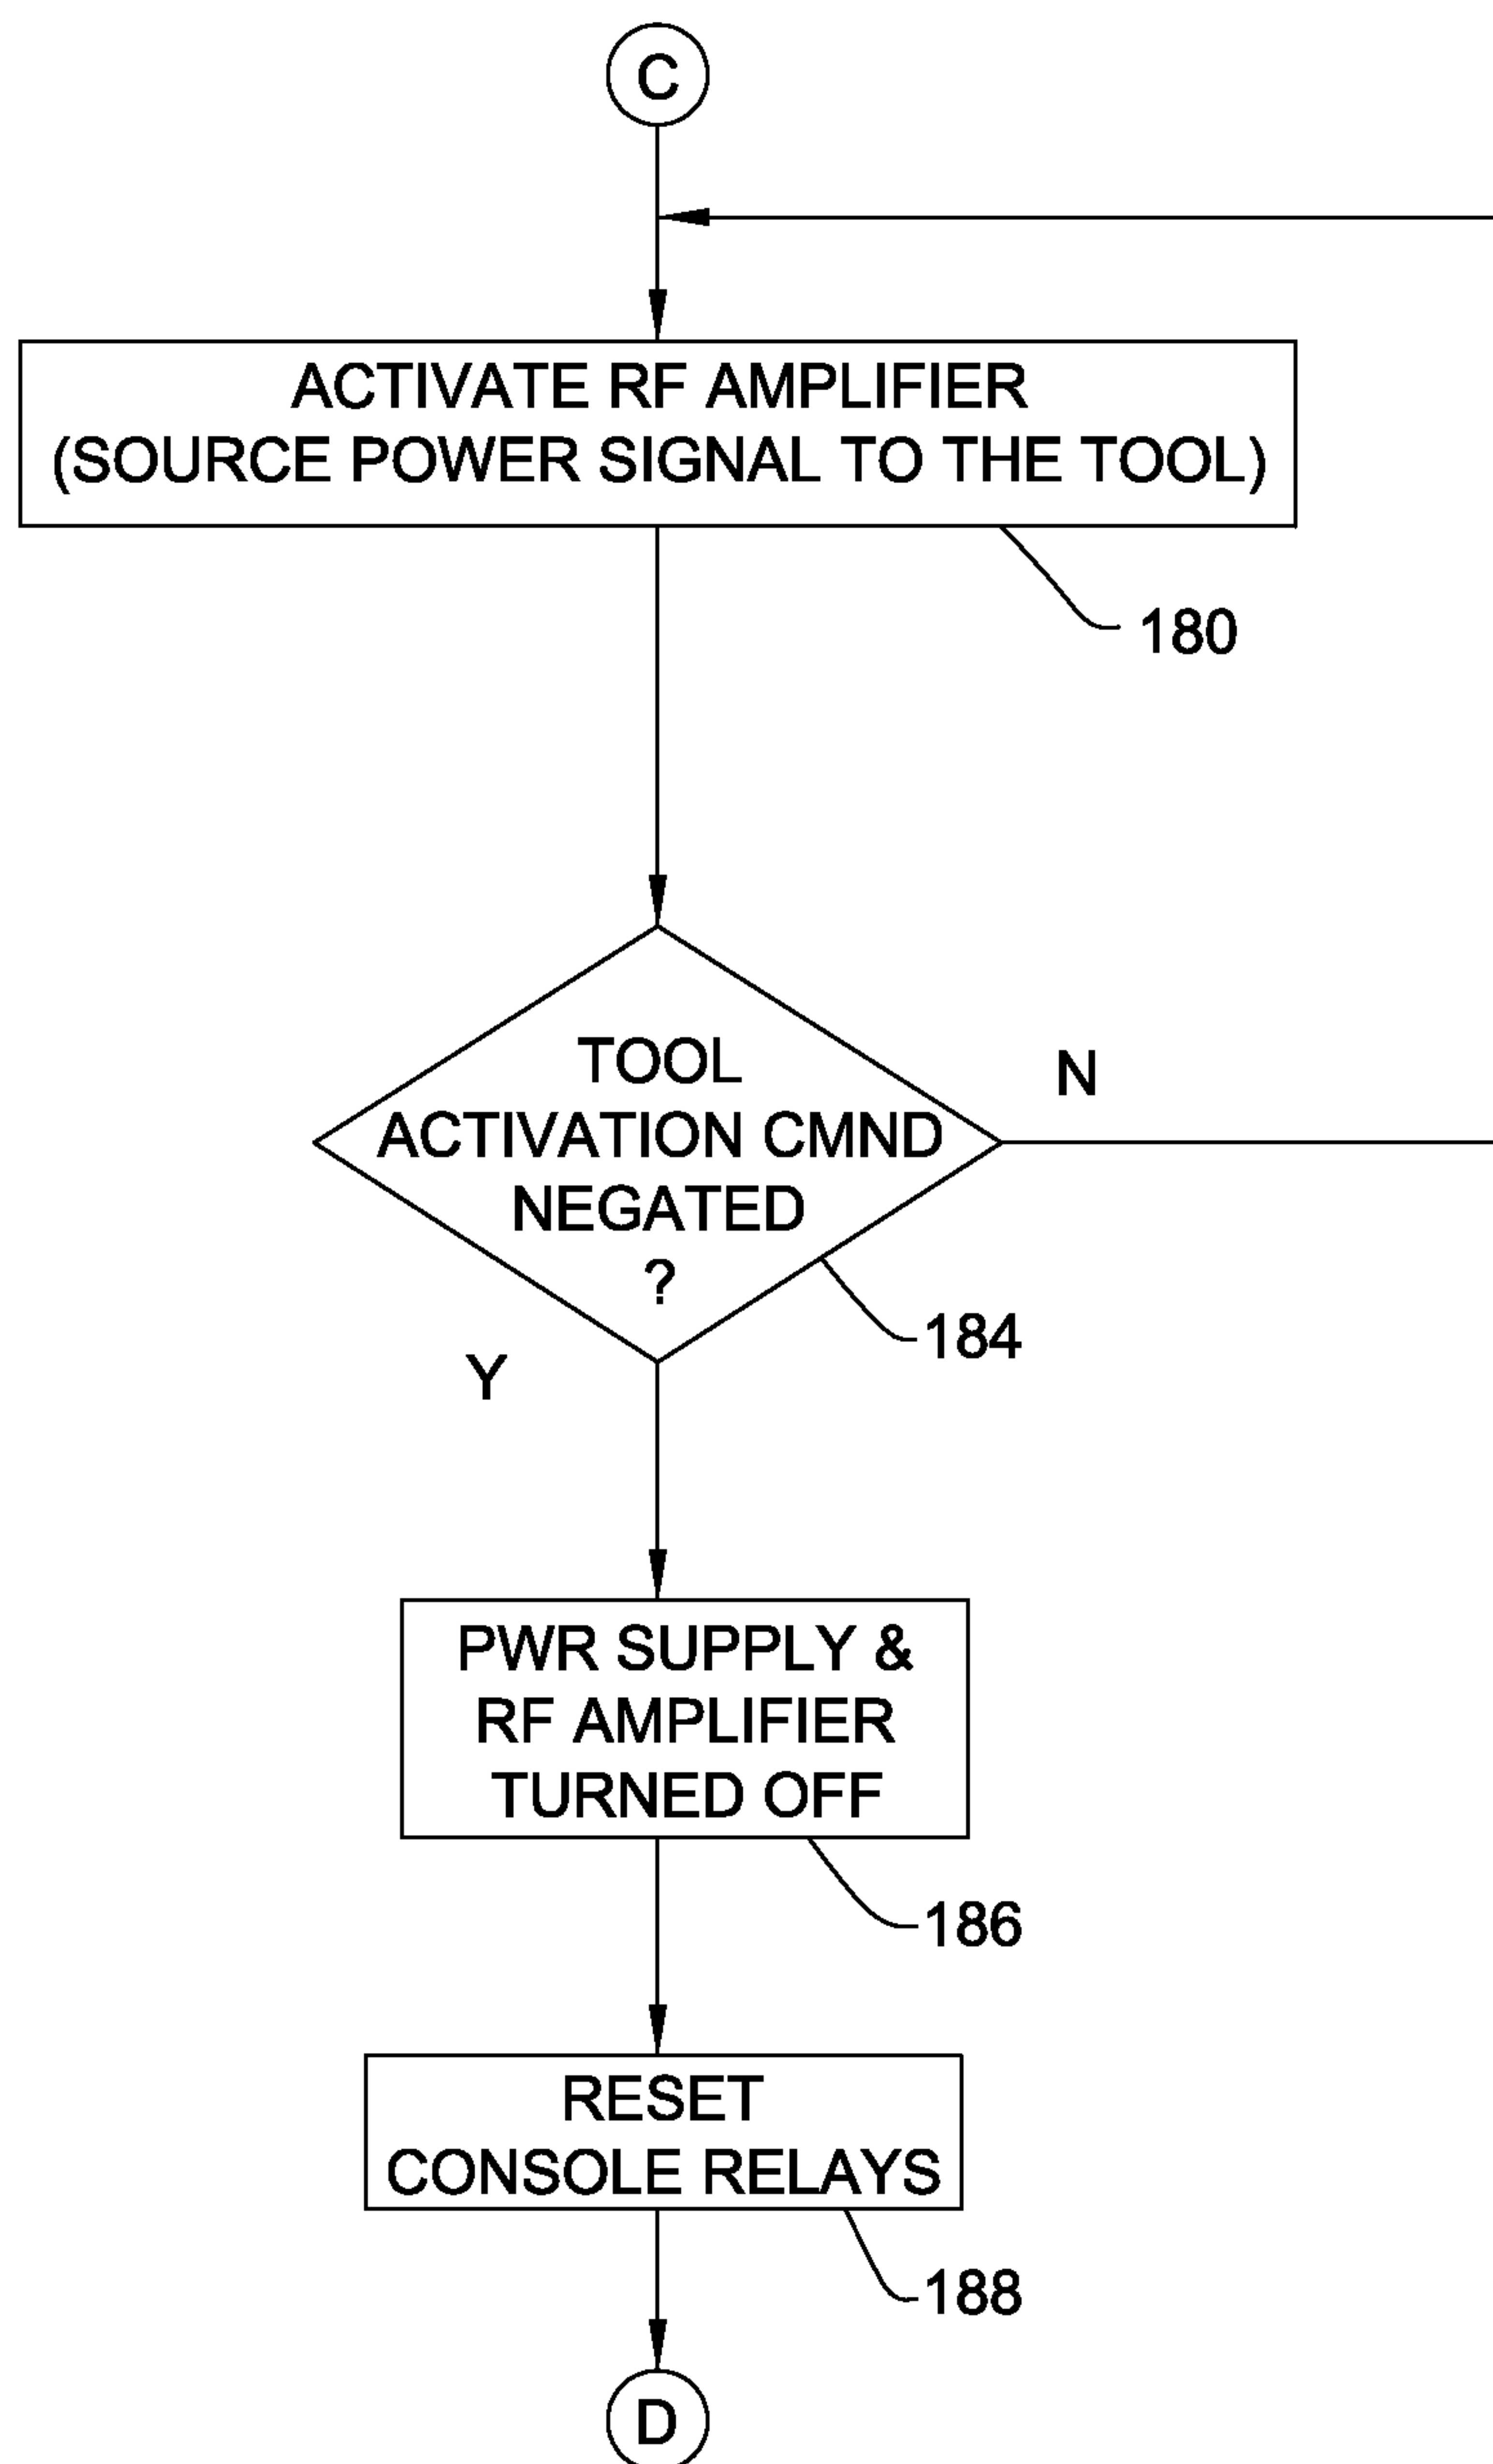 C
ACTIVATE RF AMPLIFIER
(SOURCE POWER SIGNAL TO THE TOOL)
180
TOOL
ACTIVATION CMND
NEGATED
?
N
184
Y
PWR SUPPLY &
RF AMPLIFIER
TURNED OFF
186
RESET
CONSOLE RELAYS
188
D